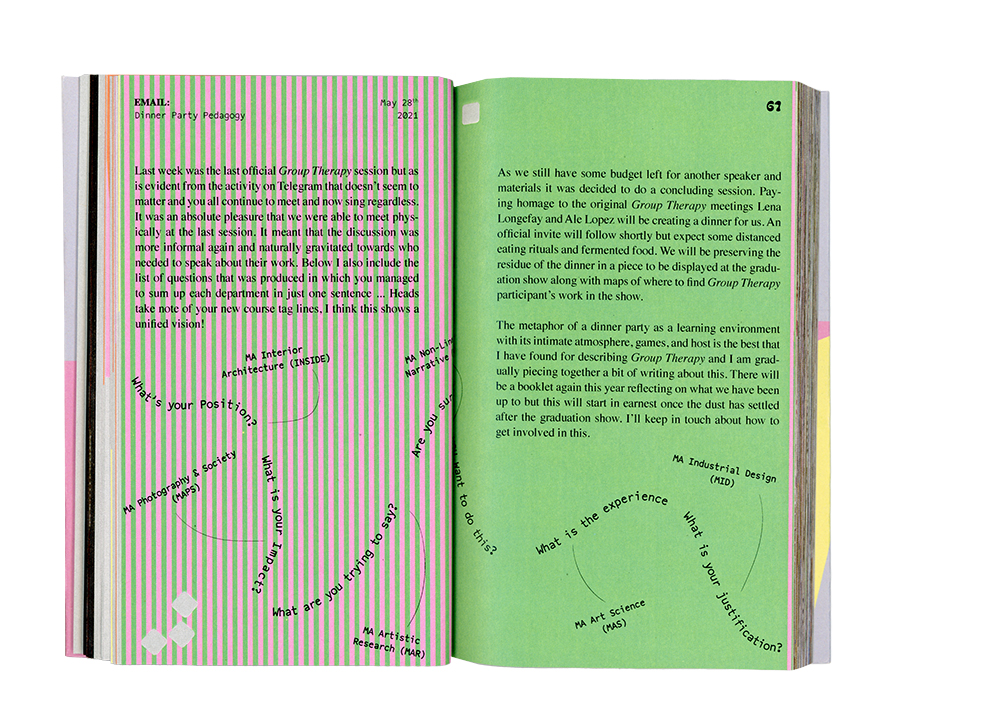 EMAIL:
Dinner Party Pedagogy
May 28th
2021
Last week was the last official Group Therapy session but as
is evident from the activity on Telegram that doesn't seem to
matter and you all continue to meet and now sing regardless.
It was an absolute pleasure that we were able to meet phys-
ically at the last session. It meant that the discussion was
more informal again and naturally gravitated towards who
needed to speak about their work. Below I also include the
list of questions that was produced in which you managed
to sum up each department in just one sentence ... Heads
take note of your new course tag lines, I think this shows a
unified vision!
MA Interior
Architecture (INSIDE)
What's your Position?
MA Non-Lin
Narrative
Are you sur
MA Photography & Society
(MAPS)
What is your Impact?
What are you trying to say?
MA Artistic
Research (MAR)
67
As we still have some budget left for another speaker and
materials it was decided to do a concluding session. Pay-
ing homage to the original Group Therapy meetings Lena
Longefay and Ale Lopez will be creating a dinner for us. An
official invite will follow shortly but expect some distanced
eating rituals and fermented food. We will be preserving the
residue of the dinner in a piece to be displayed at the gradu-
ation show along with maps of where to find Group Therapy
participant's work in the show.
The metaphor of a dinner party as a learning environment
with its intimate atmosphere, games, and host is the best that
I have found for describing Group Therapy and I am grad-
ually piecing together a bit of writing about this. There will
be a booklet again this year reflecting on what we have been
up to but this will start in earnest once the dust has settled
after the graduation show. I'll keep in touch about how to
get involved in this.
want to do this?
MA Industrial Design
(MID)
What is the experience
What is your justification?
MA Art Science
(MAS)